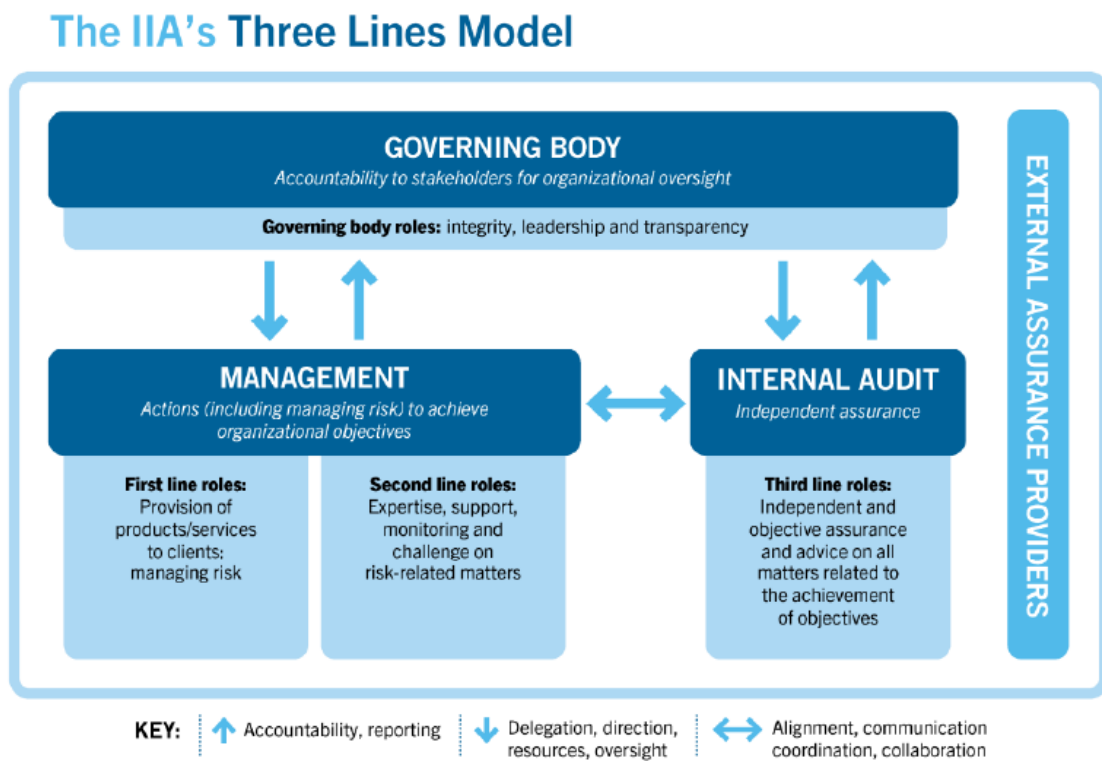 The IIA's Three Lines Model
GOVERNING BODY
Accountability to stakeholders for organizational oversight
Governing body roles: integrity, leadership and transparency
MANAGEMENT
Actions (including managing risk) to achieve
organizational objectives
First line roles:
Provision of
products/services
to clients;
managing risk
Second line roles:
Expertise, support,
monitoring and
challenge on
risk-related matters
INTERNAL AUDIT
Independent assurance
Third line roles:
Independent and
objective assurance
and advice on all
matters related to
the achievement
of objectives
EXTERNAL ASSURANCE PROVIDERS
KEY:
Accountability, reporting
Delegation, direction,
resources, oversight
Alignment, communication
coordination, collaboration